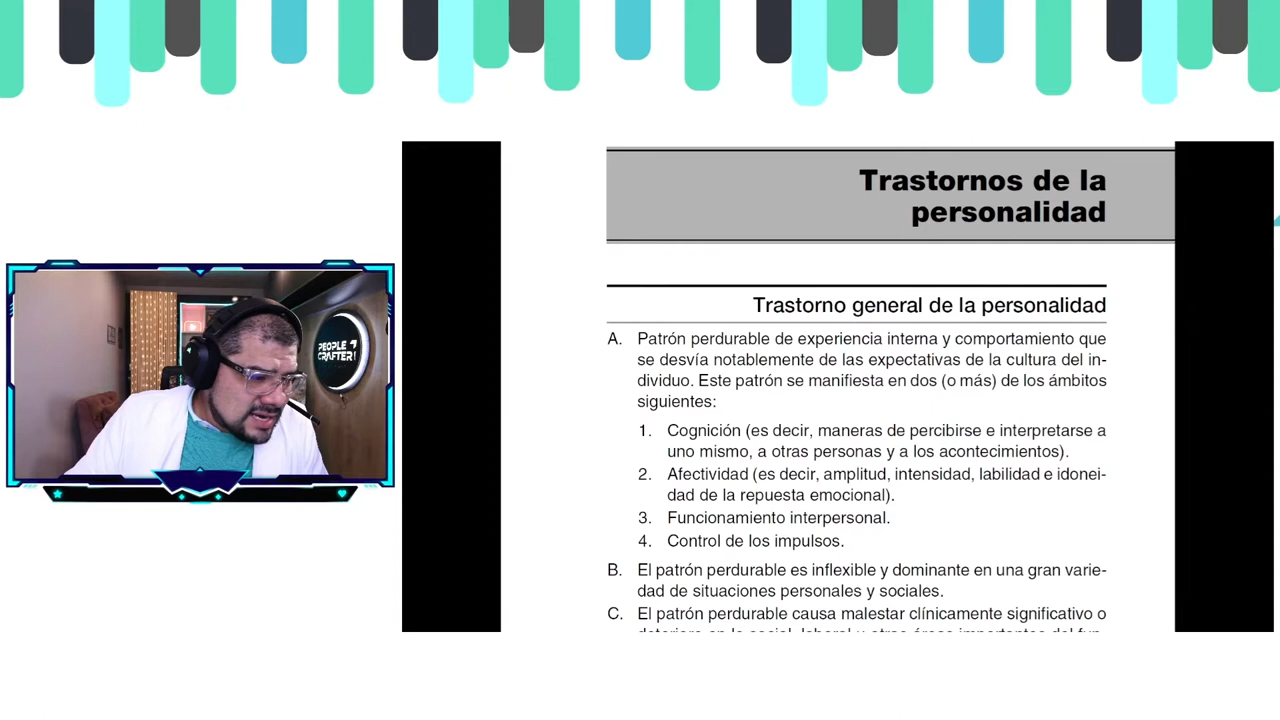 Trastornos de la
personalidad
Trastorno general de la personalidad
A. Patrón perdurable de experiencia interna y comportamiento que
se desvía notablemente de las expectativas de la cultura del in-
dividuo. Este patrón se manifiesta en dos (o más) de los ámbitos
siguientes:
1. Cognición (es decir, maneras de percibirse e interpretarse a
uno mismo, a otras personas y a los acontecimientos).
2. Afectividad (es decir, amplitud, intensidad, labilidad e idonei-
dad de la repuesta emocional).
3. Funcionamiento interpersonal.
4. Control de los impulsos.
B. El patrón perdurable es inflexible y dominante en una gran varie-
dad de situaciones personales y sociales.
C. El patrón perdurable causa malestar clínicamente significativo o
PEOPLE
CRAFTER